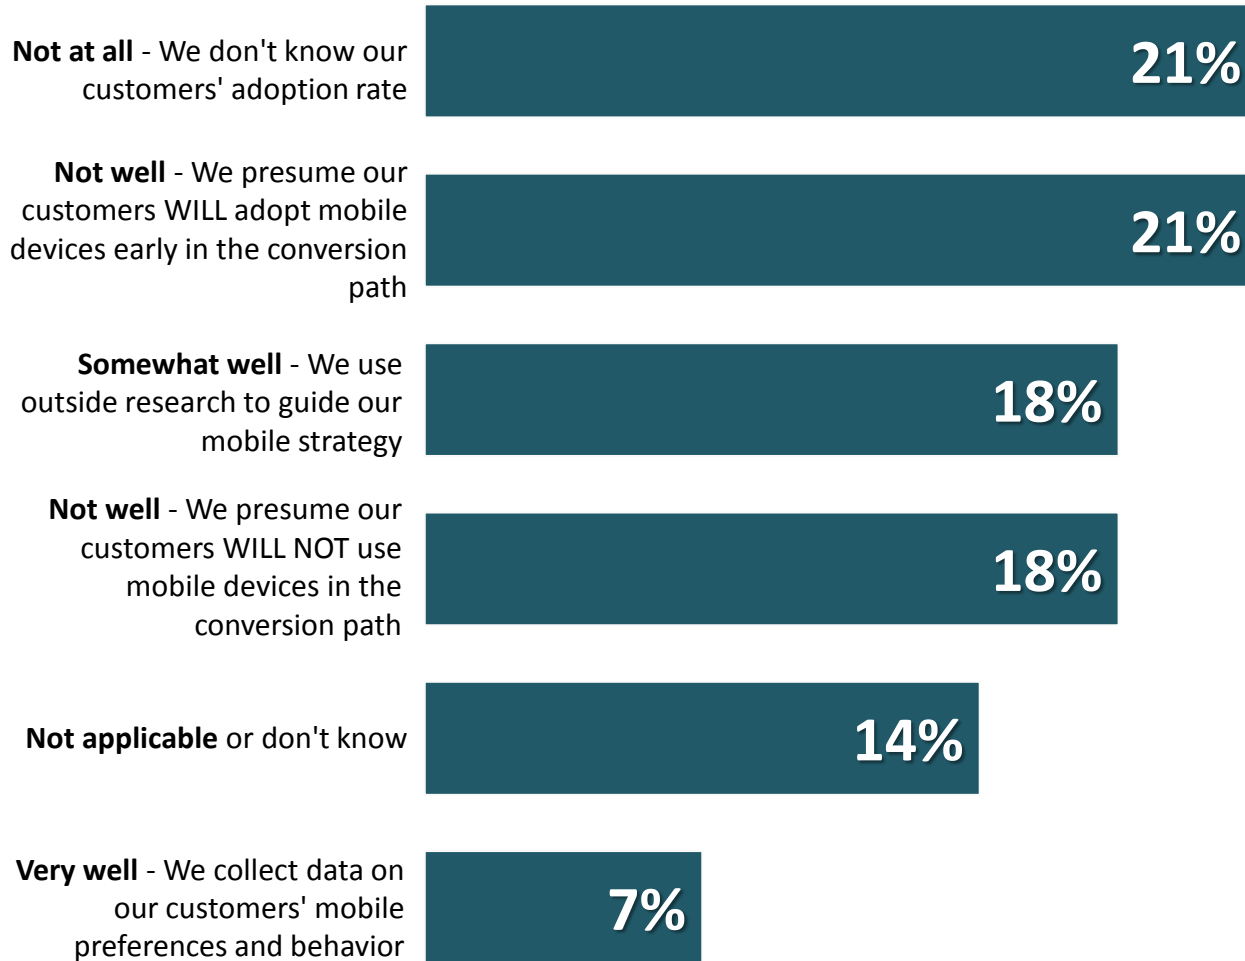 Not at all - We don't know our
customers' adoption rate
21%
Not well - We presume our
customers WILL adopt mobile
devices early in the conversion
path
21%
Somewhat well - We use
outside research to guide our
mobile strategy
18%
Not well - We presume our
customers WILL NOT use
mobile devices in the
conversion path
18%
Not applicable or don't know
14%
Very well - We collect data on
our customers' mobile
preferences and behavior
7%